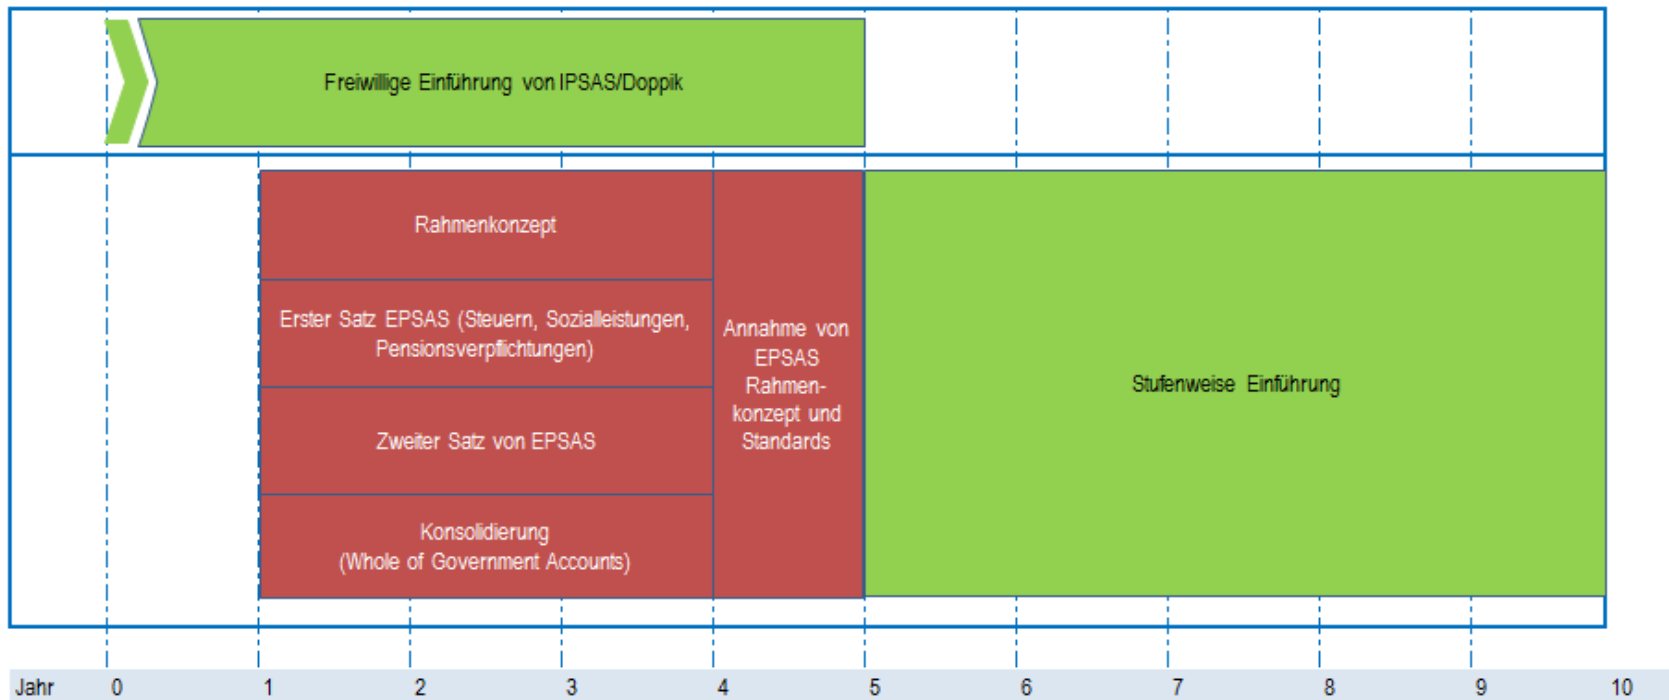 Freiwillige Einführung von IPSAS/Doppik
Rahmenkonzept
Erster Satz EPSAS (Steuern, Sozialleistungen,
Pensionsverpflichtungen)
Zweiter Satz von EPSAS
Konsolidierung
(Whole of Government Accounts)
Annahme von
EPSAS
Rahmen-
konzept und
Standards
Stufenweise Einführung
Jahr 0 1 2 3 4 5 6 7 8 9 10